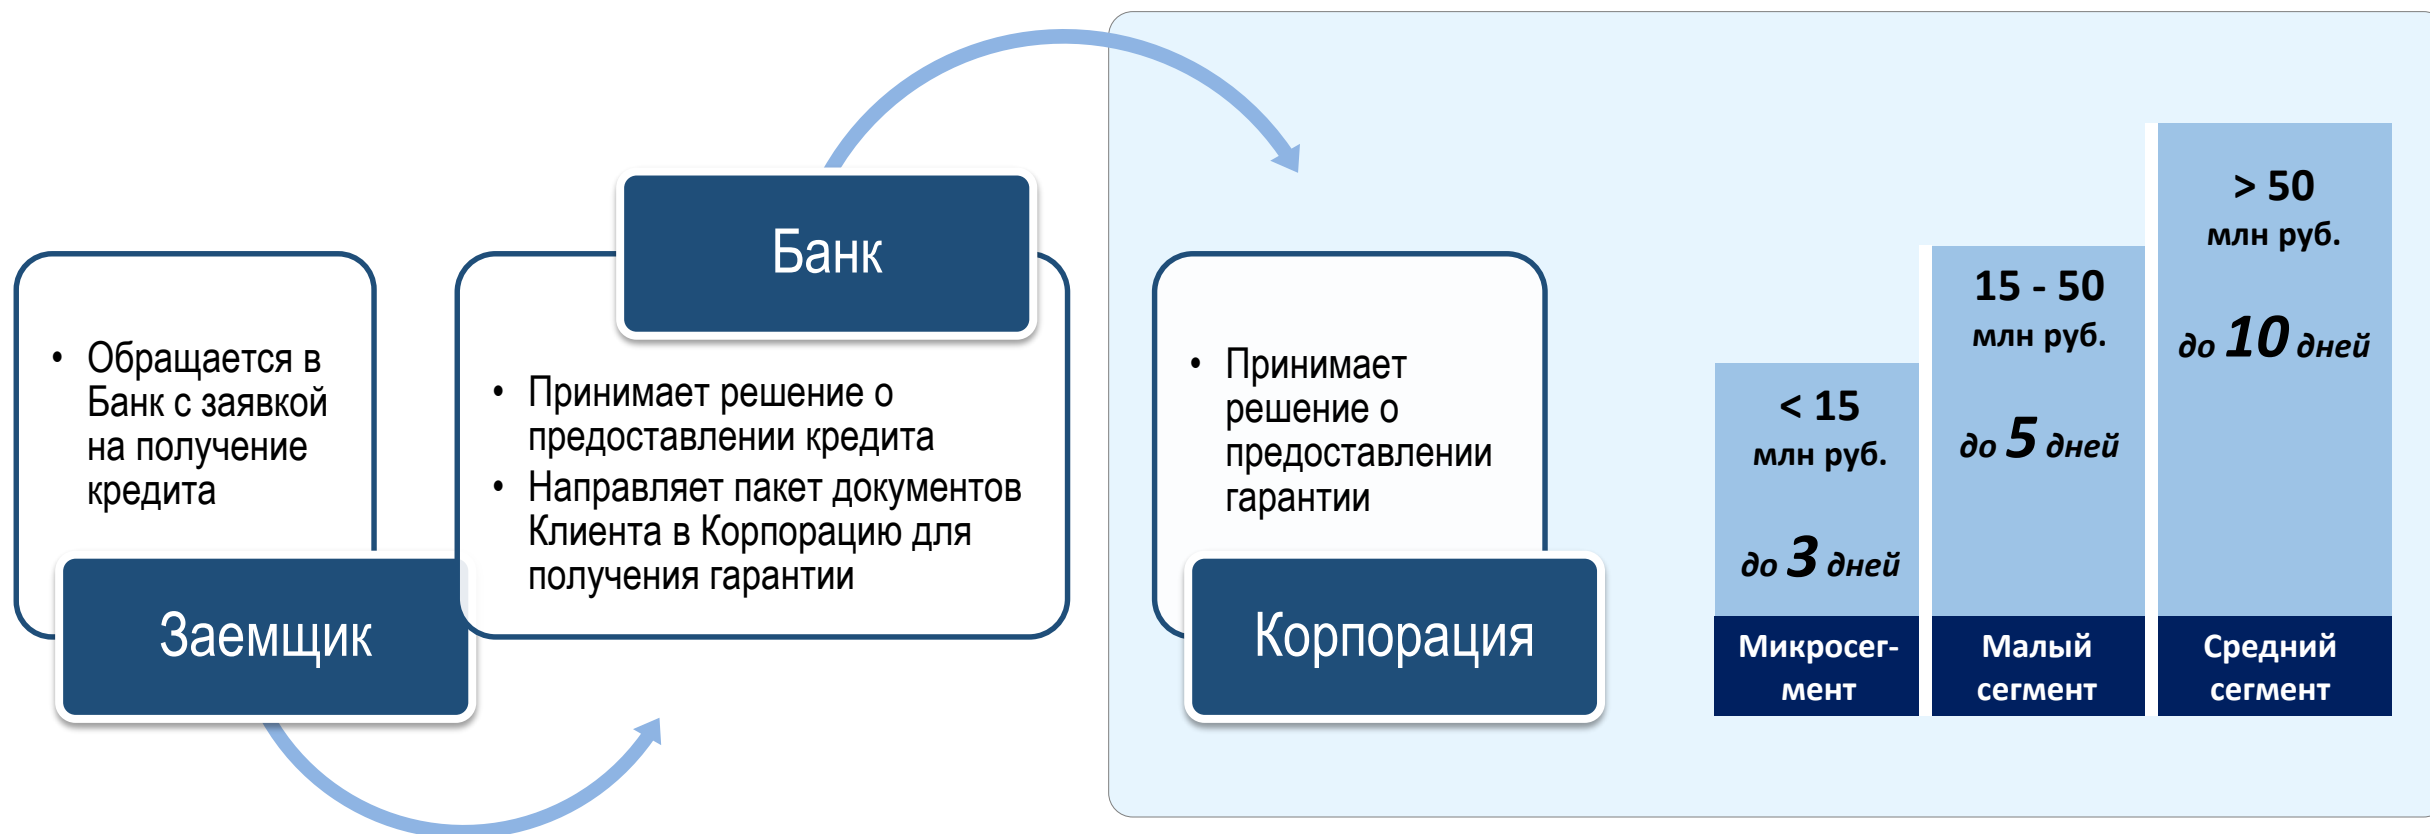 • Обращается в
Банк с заявкой
на получение
кредита
Заемщик
Банк
• Принимает решение о
предоставлении кредита
• Направляет пакет документов
Клиента в Корпорацию для
получения гарантии
• Принимает
решение о
предоставлении
гарантии
Корпорация
< 15
млн руб.
до 3 дней
Микросег-
мент
15 - 50
млн руб.
до 5 дней
Малый
сегмент
> 50
млн руб.
до 10 дней
Средний
сегмент